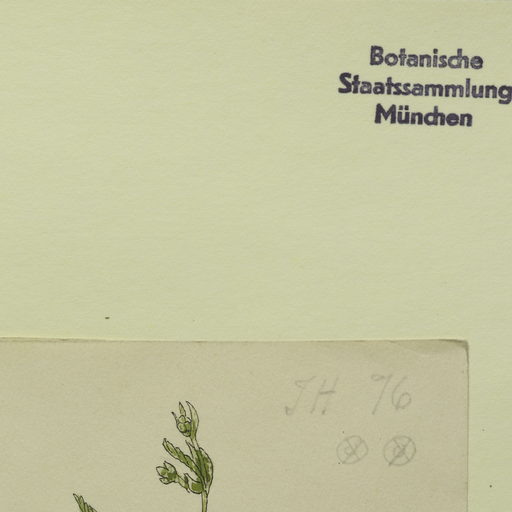 Botanische
Staatssammlung
München
JH. 76